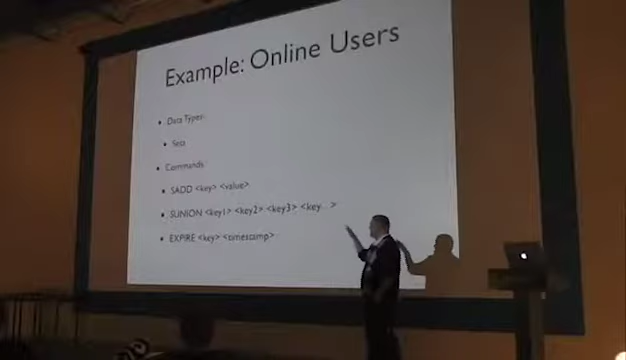 Example: Online Users
• Data Types:
• Sets
• Commands
• SADD <key> <value>
• SUNION <key1> <key2> <key3> <key...>
• EXPIRE <key> <timestamp>